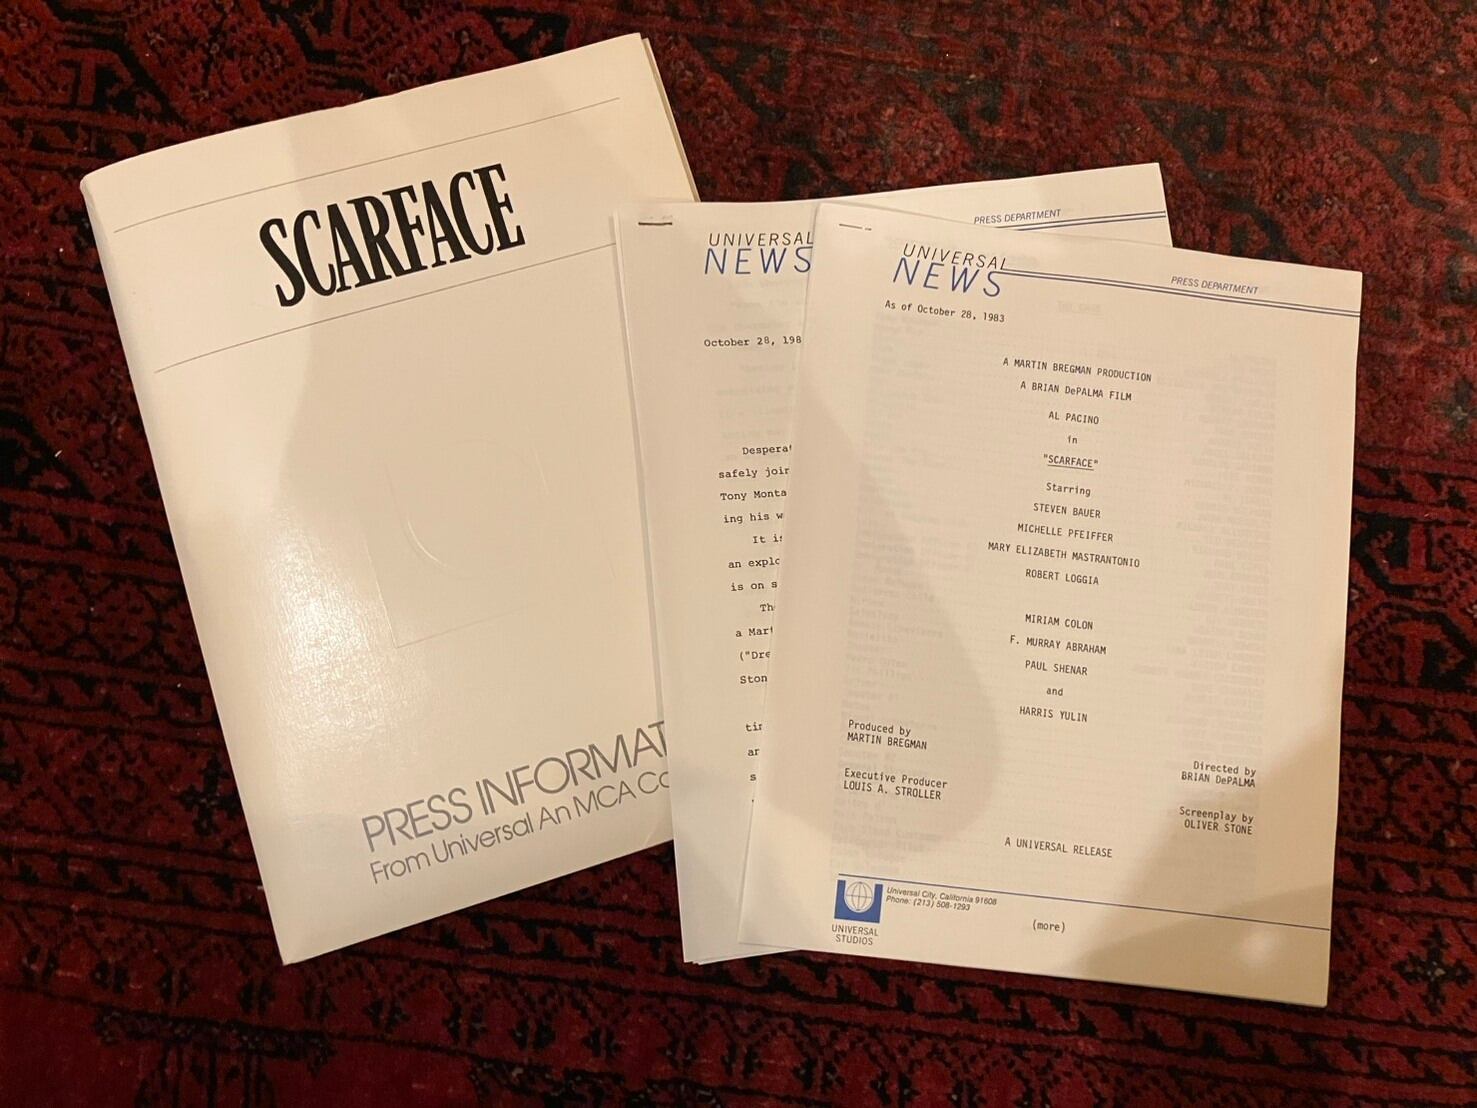 SCARFACE
PRESS INFORMAT
From Universal An MCA CO
UNIVERSAL
NEWS
October 28, 198
Desperat
safely join
Tony Monta
ing his w
It is
an explo
is on s
Th
a Mart
("Dre
Ston
tin
ar
s
PRESS DEPARTMENT
UNIVERSAL
NEWS
PRESS DEPARTMENT
As of October 28, 1983
A MARTIN BREGMAN PRODUCTION
A BRIAN DePALMA FILM
AL PACINO
in
"SCARFACE"
Starring
STEVEN BAUER
MICHELLE PFEIFFER
MARY ELIZABETH MASTRANTONIO
ROBERT LOGGIA
MIRIAM COLON
F. MURRAY ABRAHAM
PAUL SHENAR
and
HARRIS YULIN
Produced by
MARTIN BREGMAN
Executive Producer
LOUIS A. STROLLER
Directed by
BRIAN DePALMA
Screenplay by
OLIVER STONE
A UNIVERSAL RELEASE
UNIVERSAL
STUDIOS
Universal City, California 91608
Phone: (213) 508-1293
(more)